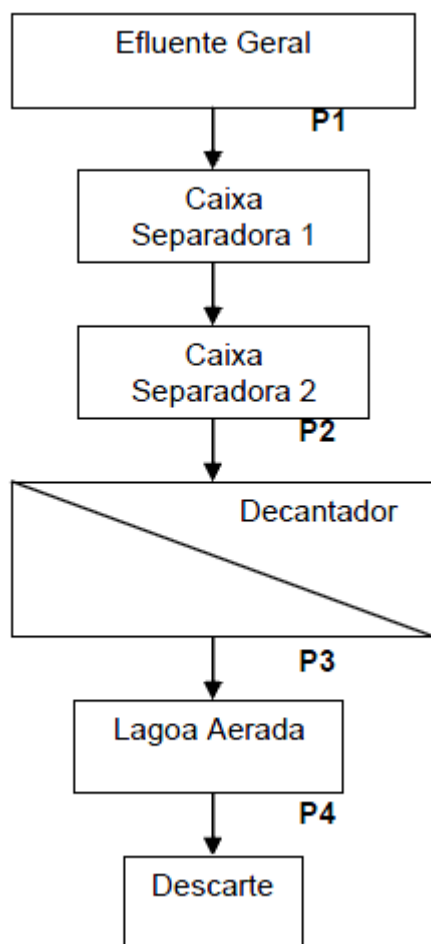 Efluente Geral
P1
Caixa
Separadora 1
Caixa
Separadora 2
P2
Decantador
P3
Lagoa Aerada
P4
Descarte